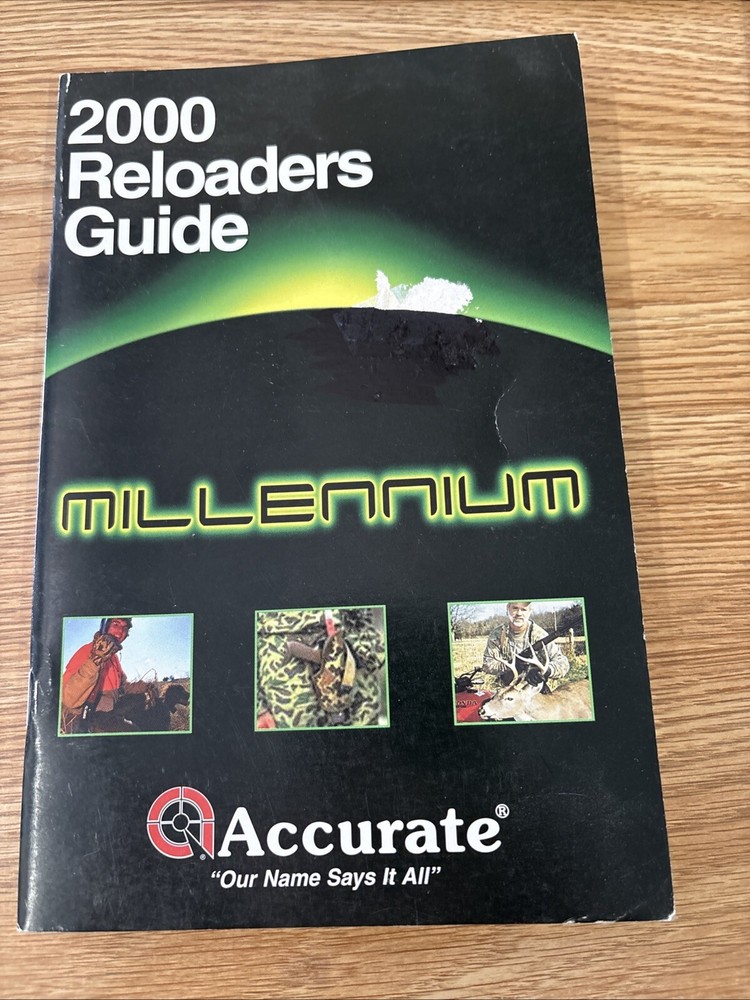 2000
Reloaders
Guide
MILLENNIUM
Accurate®
“Our Name Says It All”